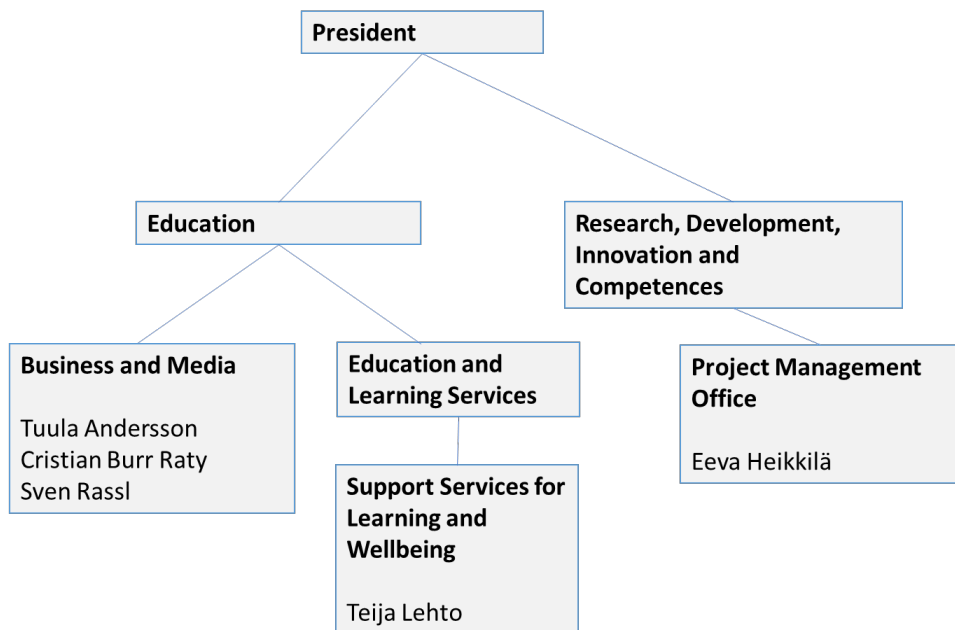 President
Education
Research, Development,
Innovation and
Competences
Business and Media
Tuula Andersson
Cristian Burr Raty
Sven Rassl
Education and
Learning Services
Support Services for
Learning and
Wellbeing
Teija Lehto
Project Management
Office
Eeva Heikkilä